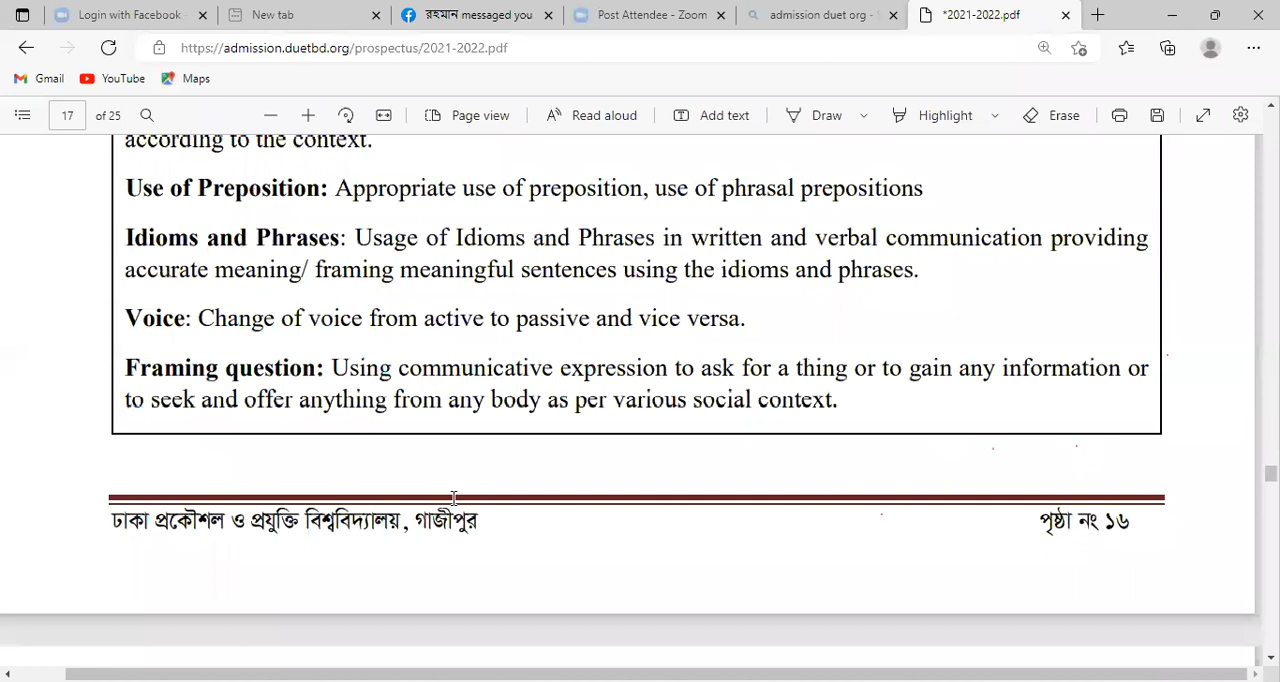 Login with Facebook
New tab
রহমান messaged you
Post Attendee - Zoom
admission duet org -
*2021-2022.pdf
https://admission.duetbd.org/prospectus/2021-2022.pdf
Gmail
YouTube
Maps
17 of 25
Page view
Read aloud
Add text
Draw
Highlight
Erase
according to the context.
Use of Preposition: Appropriate use of preposition, use of phrasal prepositions
Idioms and Phrases: Usage of Idioms and Phrases in written and verbal communication providing
accurate meaning/ framing meaningful sentences using the idioms and phrases.
Voice: Change of voice from active to passive and vice versa.
Framing question: Using communicative expression to ask for a thing or to gain any information or
to seek and offer anything from any body as per various social context.
ঢাকা প্রকৌশল ও প্রযুক্তি বিশ্ববিদ্যালয়, গাজীপুর
পৃষ্ঠা নং ১৬